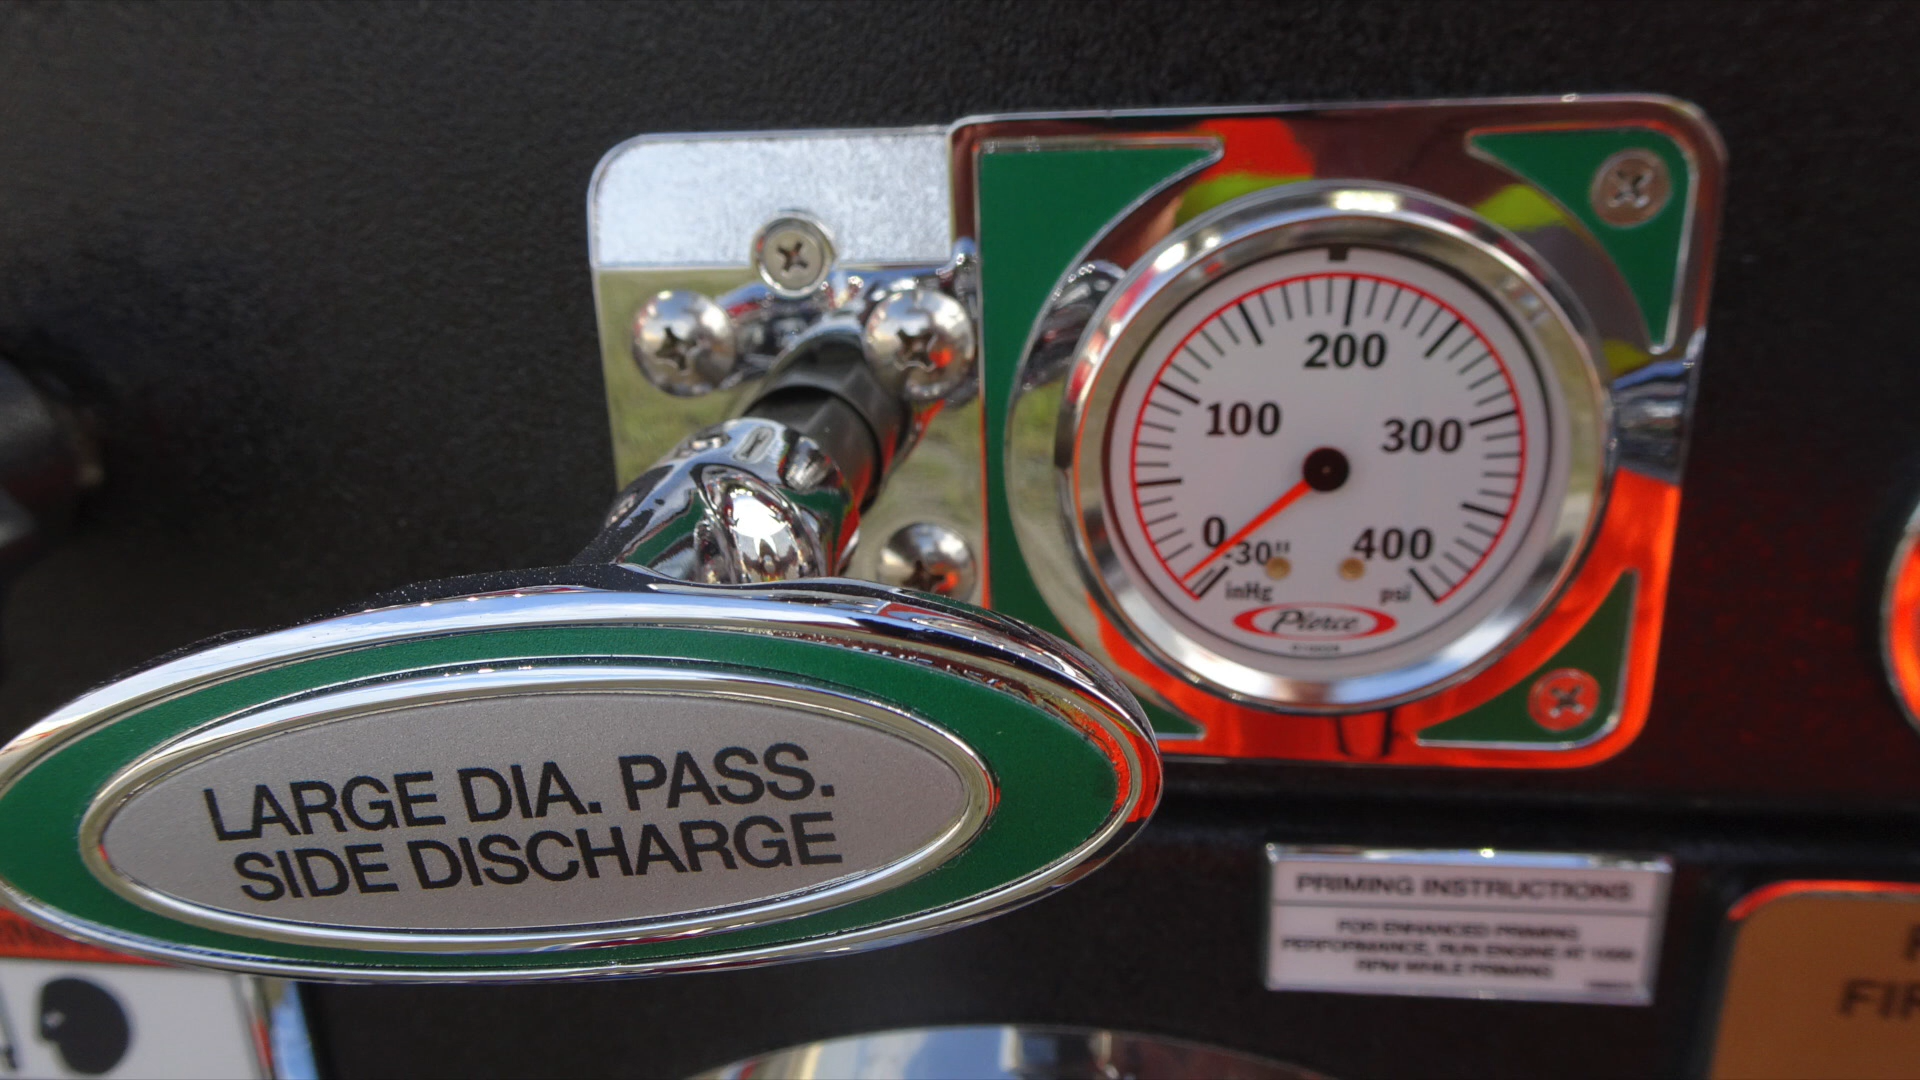 200
100
300
0
-30"
400
inHg
psi
Pierce
LARGE DIA. PASS.
SIDE DISCHARGE
PRIMING INSTRUCTIONS
FOR ENHANCED PRIMING
PERFORMANCE, RUN ENGINE AT
RPM WHILE PRIMING